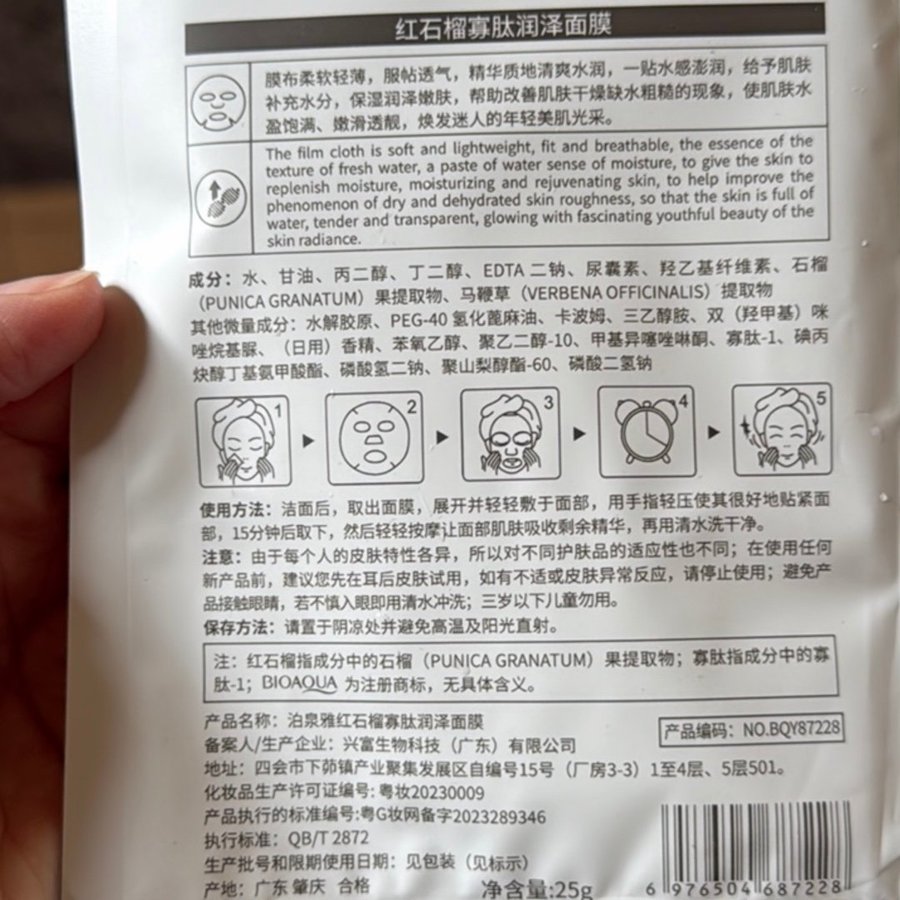 红石榴寡肽润泽面膜
膜布柔软轻薄，服帖透气，精华质地清爽水润，一贴水感澎润，给予肌肤
补充水分，保湿润泽嫩肤，帮助改善肌肤干燥缺水粗糙的现象，使肌肤水
盈饱满、嫩滑透靓，焕发迷人的年轻美肌光采。
The film cloth is soft and lightweight, fit and breathable, the essence of the
texture of fresh water, a paste of water sense of moisture, to give the skin to
replenish moisture, moisturizing and rejuvenating skin, to help improve the
phenomenon of dry and dehydrated skin roughness, so that the skin is full of
water, tender and transparent, glowing with fascinating youthful beauty of the
skin radiance.
成分：水、甘油、丙二醇、丁二醇、EDTA 二钠、尿囊素、羟乙基纤维素、石榴
（PUNICA GRANATUM）果提取物、马鞭草（VERBENA OFFICINALIS）提取物
其他微量成分：水解胶原、PEG-40 氢化蓖麻油、卡波姆、三乙醇胺、双（羟甲基）咪
唑烷基脲、（日用）香精、苯氧乙醇、聚乙二醇-10、甲基异噻唑啉酮、寡肽-1、碘丙
炔醇丁基氨甲酸酯、磷酸氢二钠、聚山梨醇酯-60、磷酸二氢钠
1
2
3
4
5
使用方法：洁面后，取出面膜，展开并轻轻敷于面部，用手指轻压使其很好地贴紧面
部，15分钟后取下，然后轻轻按摩让面部肌肤吸收剩余精华，再用清水洗干净。
注意：由于每个人的皮肤特性各异，所以对不同护肤品的适应性也不同；在使用任何
新产品前，建议您先在耳后皮肤试用，如有不适或皮肤异常反应，请停止使用；避免产
品接触眼睛，若不慎入眼即用清水冲洗；三岁以下儿童勿用。
保存方法：请置于阴凉处并避免高温及阳光直射。
注：红石榴指成分中的石榴（PUNICA GRANATUM）果提取物；寡肽指成分中的寡
肽-1；BIOAQUA 为注册商标，无具体含义。
产品名称：泊泉雅红石榴寡肽润泽面膜
产品编码：NO.BQY87228
备案人/生产企业：兴富生物科技（广东）有限公司
地址：四会市下茆镇产业聚集发展区自编号15号（厂房3-3）1至4层、5层501。
化妆品生产许可证编号: 粤妆20230009
产品执行的标准编号:粤G妆网备字2023289346
执行标准：QB/T 2872
生产批号和限期使用日期：见包装（见标示）
产地：广东 肇庆 合格
净含量:25g
6 976504 687228